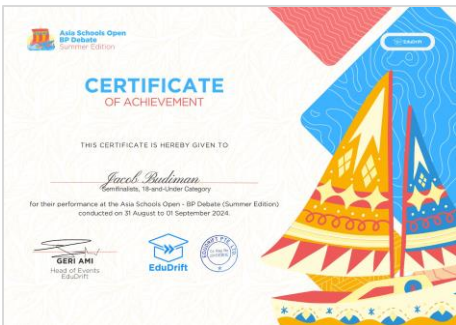 Asia Schools Open
BP Debate
Summer Edition
EduDrift
CERTIFICATE
OF ACHIEVEMENT
THIS CERTIFICATE IS HEREBY GIVEN TO
Jacob Budiman
Semifinalists, 18-and-Under Category
for their performance at the Asia Schools Open - BP Debate (Summer Edition)
conducted on 31 August to 01 September 2024.
GERI AMI
Head of Events
EduDrift
EduDrift